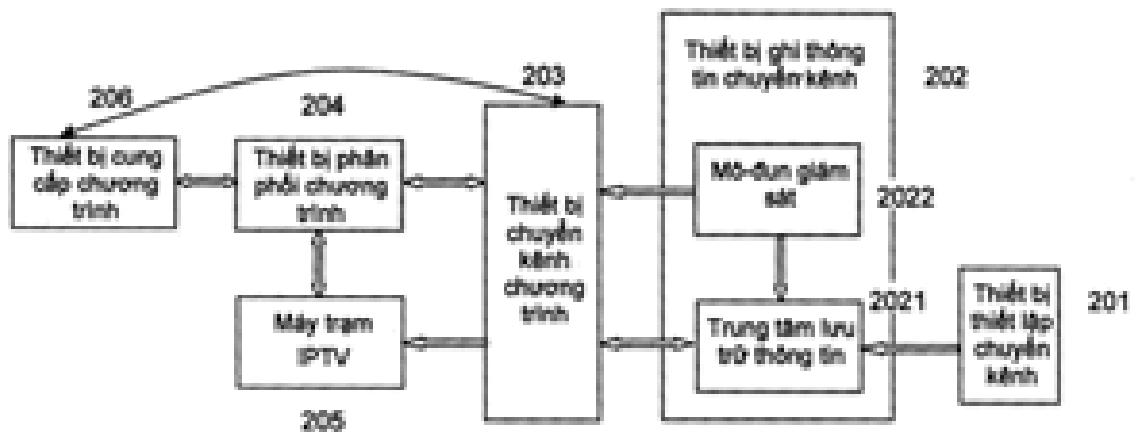 206
Thiết bị cung
cấp chương
trình
204
Thiết bị phân
phối chương
trình
Máy trạm
IPTV
205
203
Thiết bị
chuyển
kênh
chương
trình
Thiết bị ghi thông
tin chuyển kênh
202
Mô-đun giám
sát
2022
2021
Trung tâm lưu
trữ thông tin
Thiết bị
thiết lập
chuyển
kênh
201